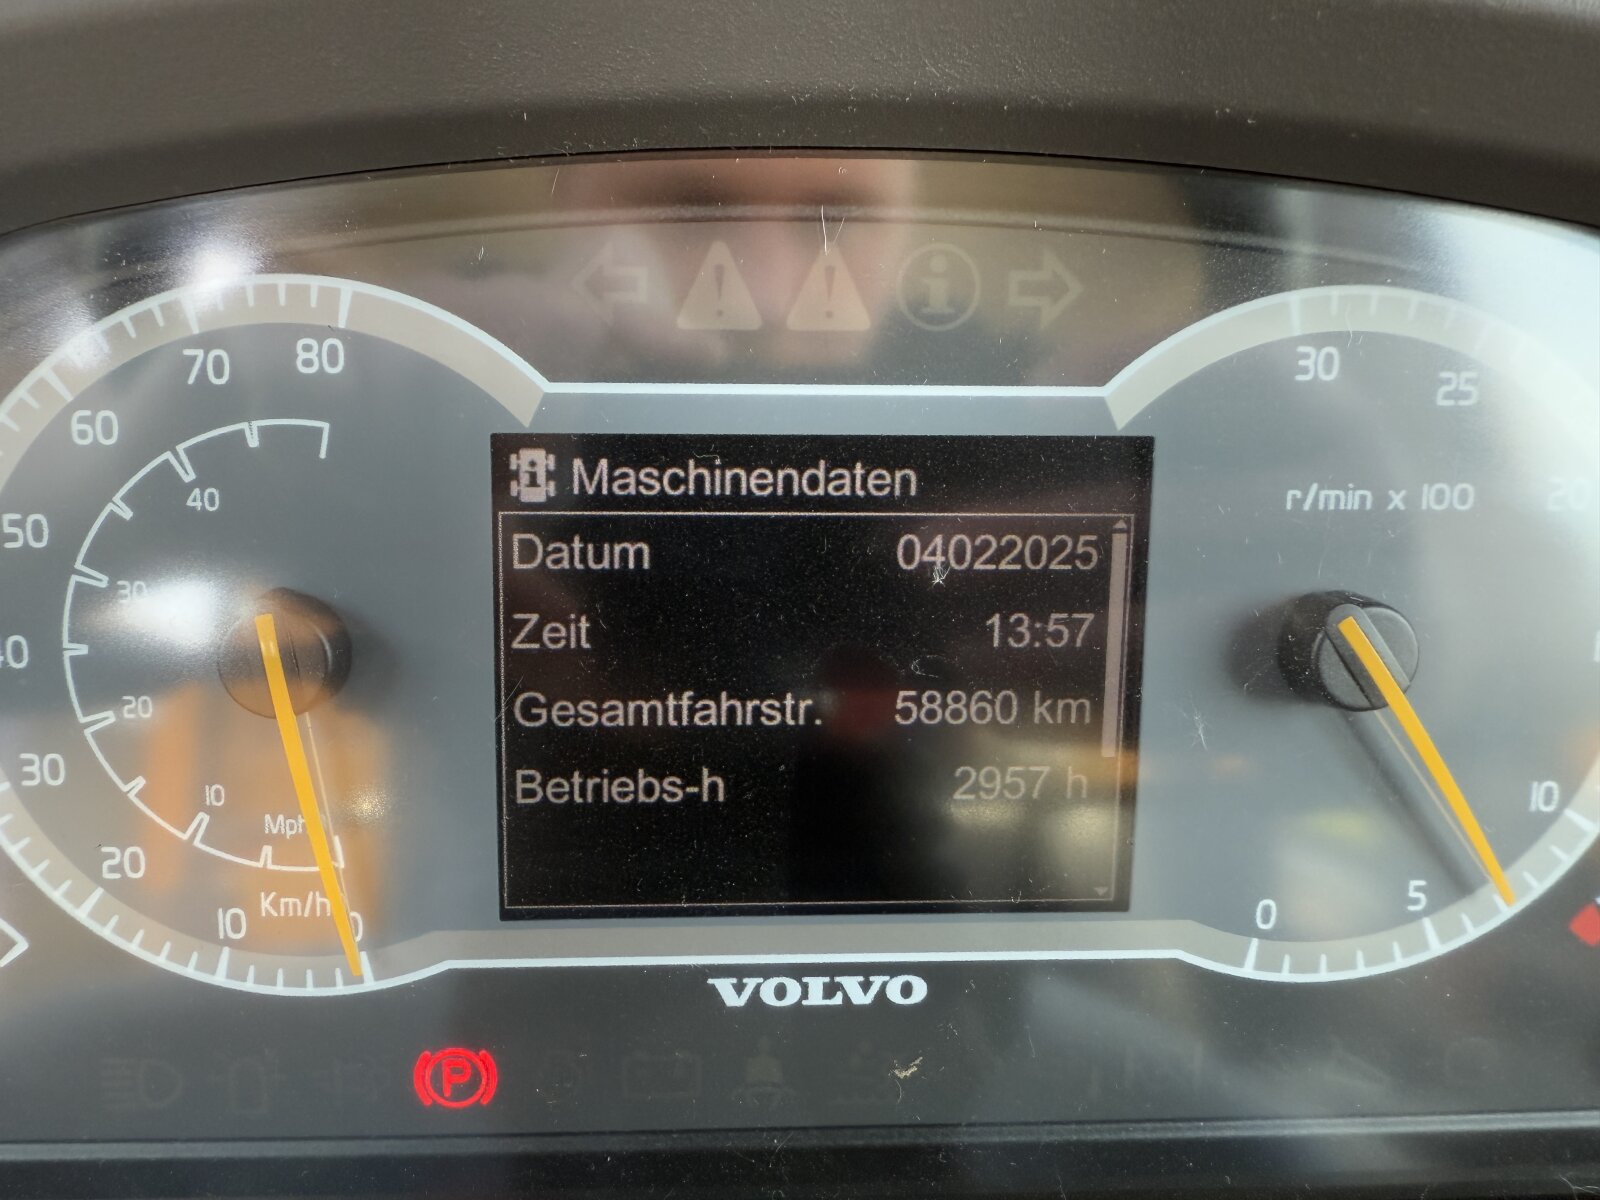 70 80
60
50
40
30
20
10
0
40
30
20
10
Mph
Km/h
Maschinendaten
Datum 04022025
Zeit 13:57
Gesamtfahrstr. 58860 km
Betriebs-h 2957 h
30
25
20
r/min x 100
10
5
0
VOLVO
P